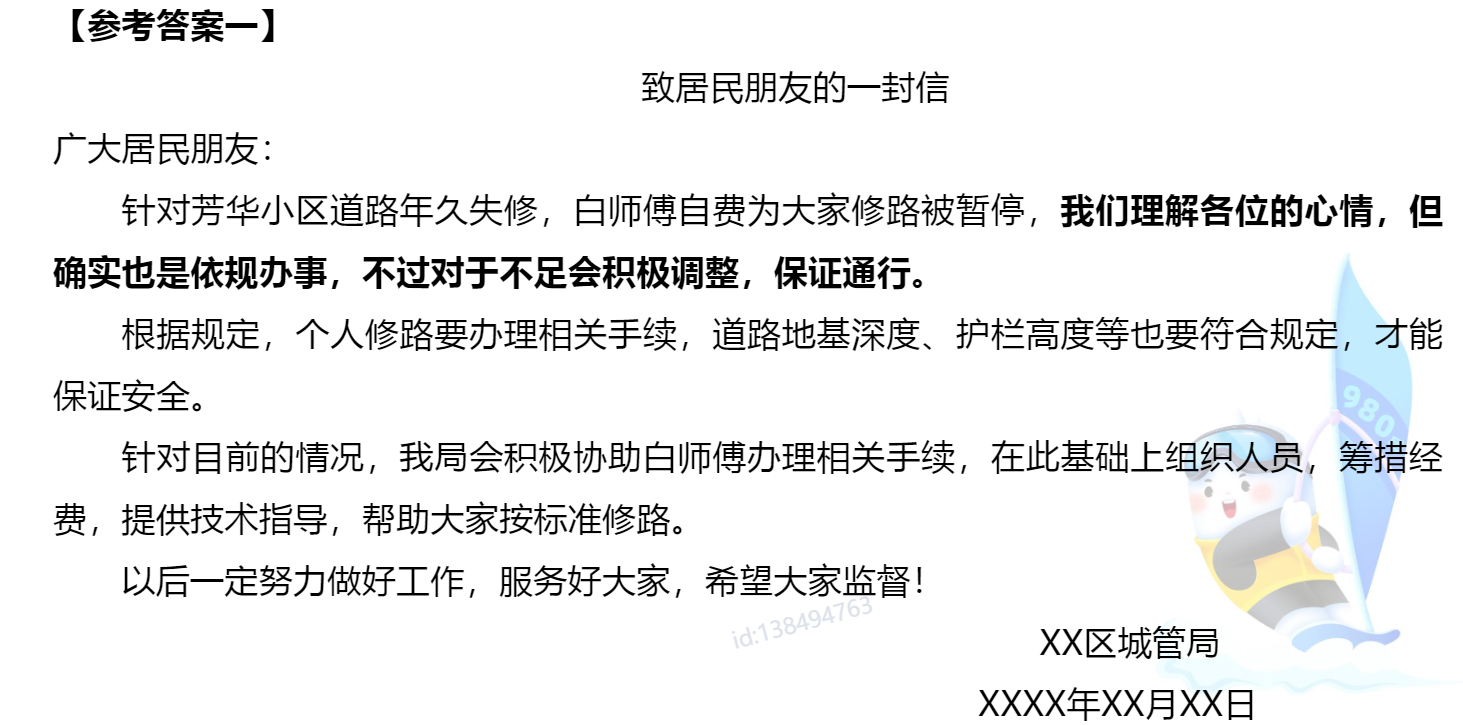 【参考答案一】
致居民朋友的一封信
广大居民朋友：
针对芳华小区道路年久失修，白师傅自费为大家修路被暂停，我们理解各位的心情，但
确实也是依规办事，不过对于不足会积极调整，保证通行。
根据规定，个人修路要办理相关手续，道路地基深度、护栏高度等也要符合规定，才能
保证安全。
针对目前的情况，我局会积极协助白师傅办理相关手续，在此基础上组织人员，筹措经
费，提供技术指导，帮助大家按标准修路。
以后一定努力做好工作，服务好大家，希望大家监督！
XX区城管局
XXXX年XX月XX日
980
id:138494763